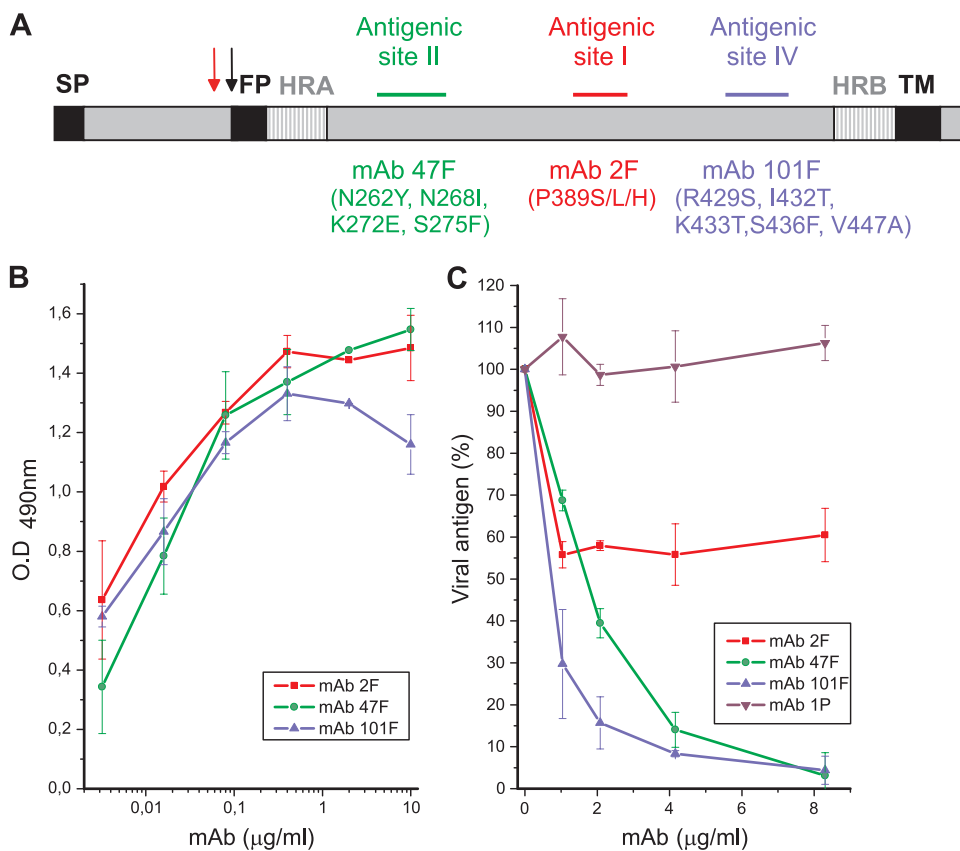 A
Antigenic
site II
Antigenic
site I
Antigenic
site IV
SP
FP
HRA
HRB
TM
mAb 47F
(N262Y, N268I,
K272E, S275F)
mAb 2F
(P389S/L/H)
mAb 101F
(R429S, I432T,
K433T,S436F, V447A)
B
1,6
1,4
1,2
1,0
0,8
0,6
0,4
0,2
0,0
O.D 490nm
mAb 2F
mAb 47F
mAb 101F
0,01
0,1
1
10
mAb (μg/ml)
C
120
110
100
90
80
70
60
50
40
30
20
10
0
Viral antigen (%)
mAb 2F
mAb 47F
mAb 101F
mAb 1P
0
2
4
6
8
mAb (μg/ml)